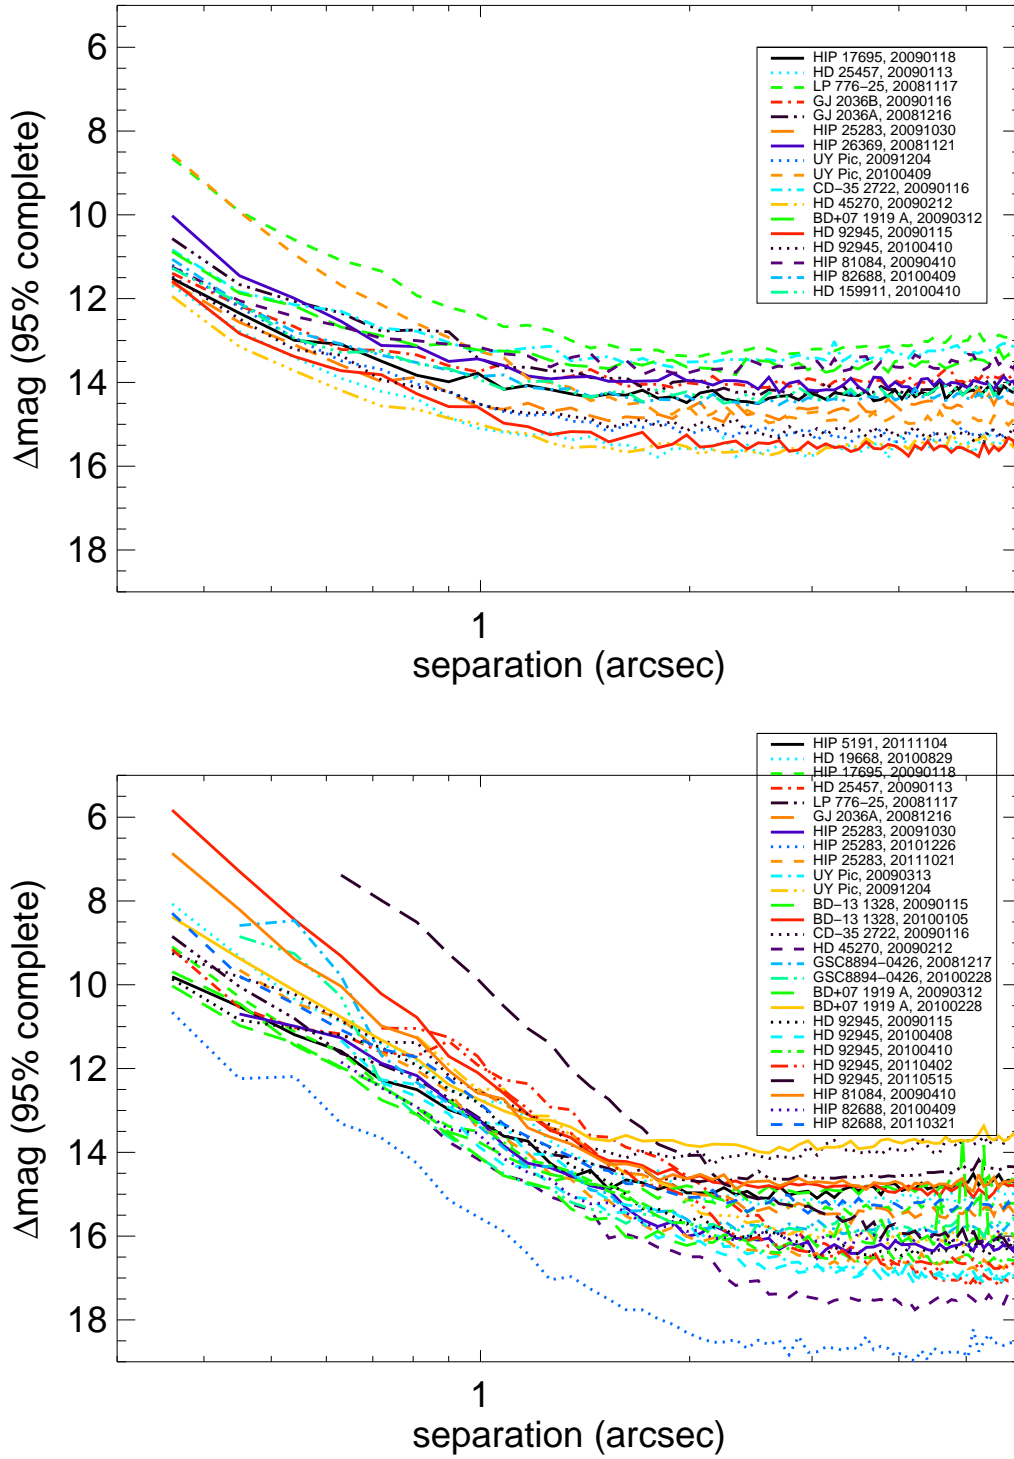 6
8
10
12
14
16
18
Δmag (95% complete)
HIP 17695, 20090118
HD 25457, 20090113
LP 776−25, 20081117
GJ 2036B, 20090116
GJ 2036A, 20081216
HIP 25283, 20091030
HIP 26369, 20081121
UY Pic, 20091204
UY Pic, 20100409
CD−35 2722, 20090116
HD 45270, 20090212
BD+07 1919 A, 20090312
HD 92945, 20090115
HD 92945, 20100410
HIP 81084, 20090410
HIP 82688, 20100409
HD 159911, 20100410
1
separation (arcsec)
6
8
10
12
14
16
18
Δmag (95% complete)
HIP 5191, 20111104
HD 19668, 20100829
HIP 17695, 20090118
HD 25457, 20090113
LP 776−25, 20081117
GJ 2036A, 20081216
HIP 25283, 20091030
HIP 25283, 20101226
HIP 25283, 20111021
UY Pic, 20090313
UY Pic, 20091204
BD−13 1328, 20090115
BD−13 1328, 20100105
CD−35 2722, 20090116
HD 45270, 20090212
GSC8894−0426, 20081217
GSC8894−0426, 20100228
BD+07 1919 A, 20090312
BD+07 1919 A, 20100228
HD 92945, 20090115
HD 92945, 20100408
HD 92945, 20100410
HD 92945, 20110402
HD 92945, 20110515
HIP 81084, 20090410
HIP 82688, 20100409
HIP 82688, 20110321
1
separation (arcsec)